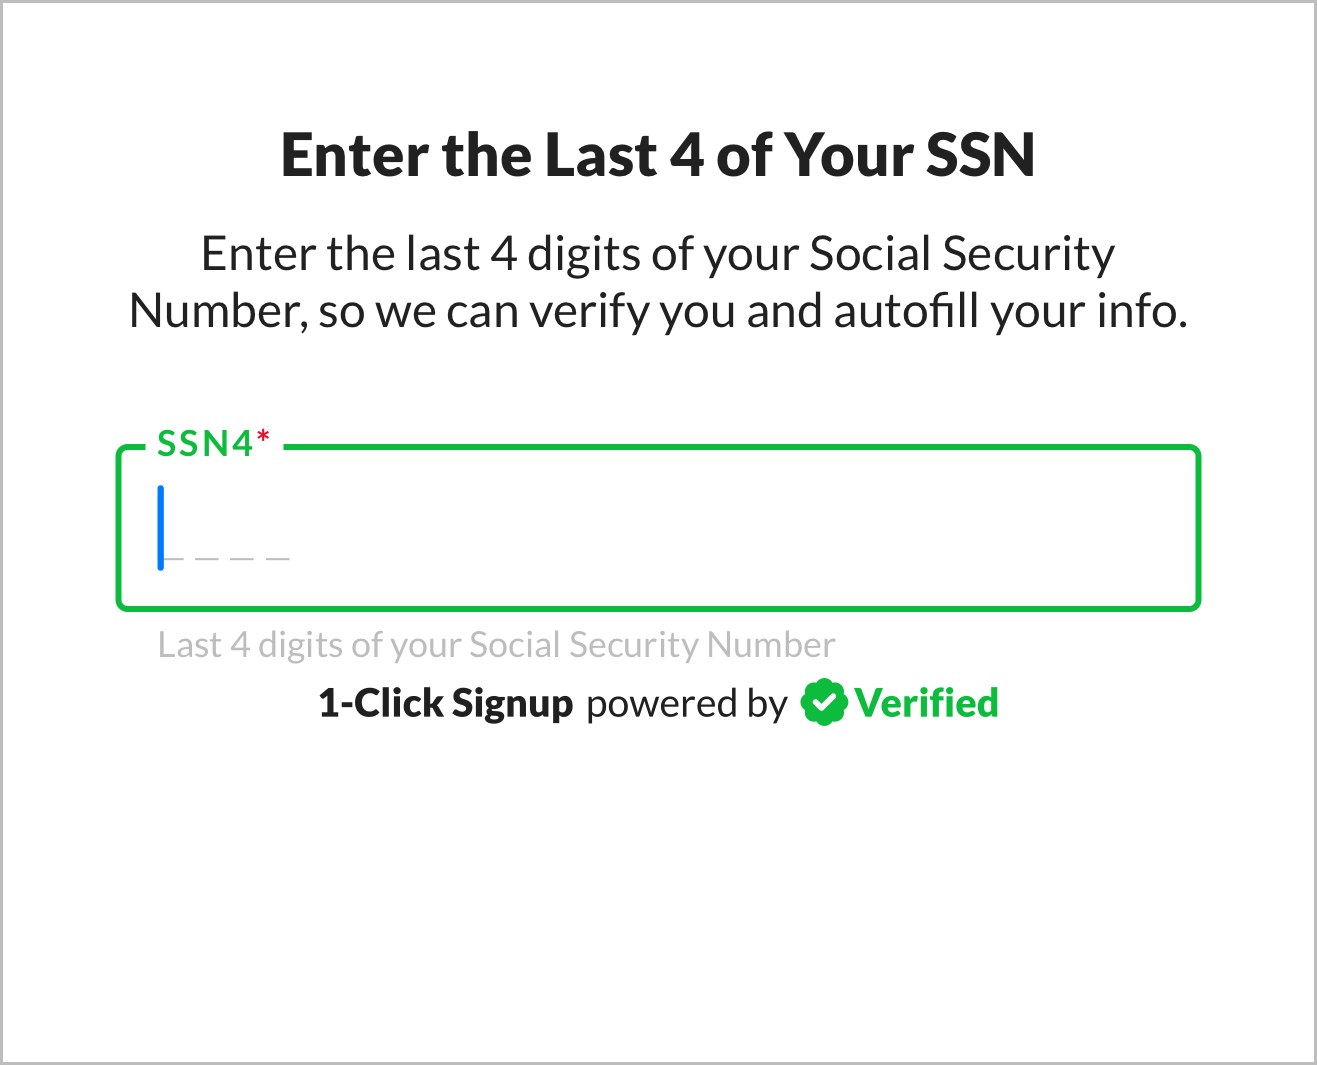 Enter the Last 4 of Your SSN
Enter the last 4 digits of your Social Security
Number, so we can verify you and autofill your info.
SSN4*
_ _ _ _
Last 4 digits of your Social Security Number
1-Click Signup powered by Verified